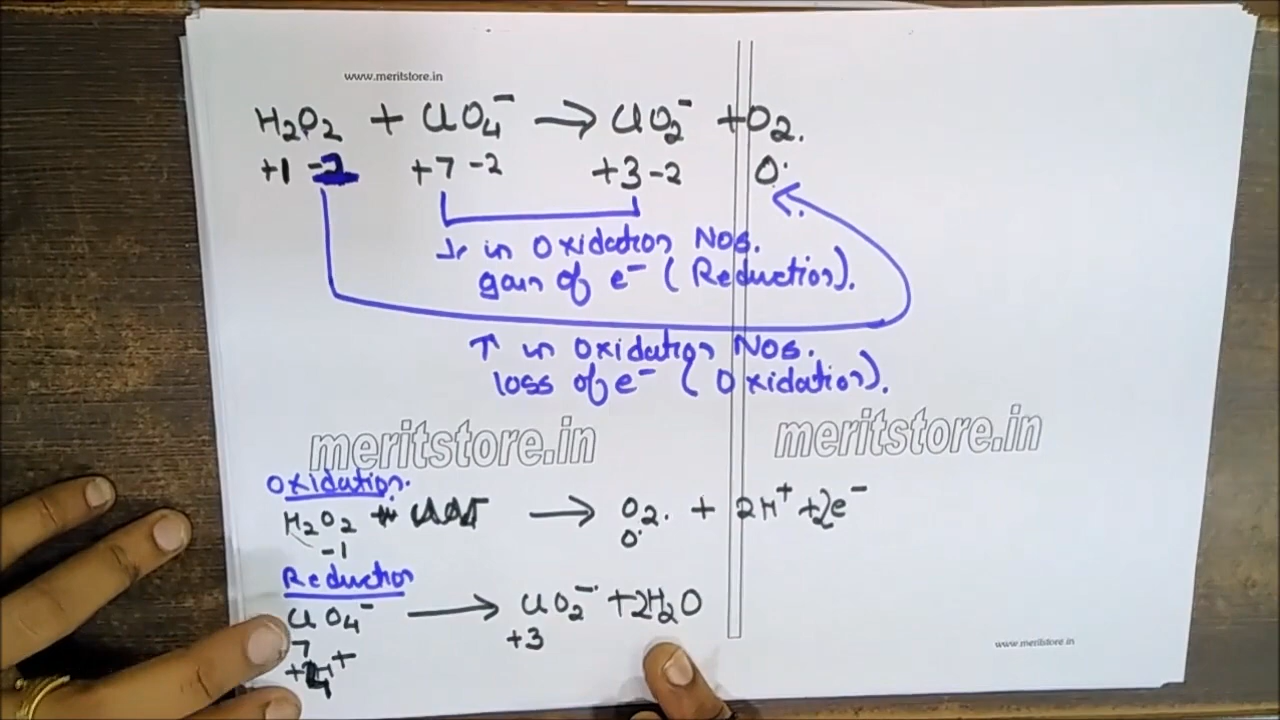 www.meritstore.in
H₂O₂ + ClO₄⁻ → ClO₂⁻ + O₂.
+1 -2 +7 -2 +3 -2 0.
↓ in Oxidation Nos.
gain of e⁻ (Reduction).
↑ in Oxidation Nos.
loss of e⁻ (Oxidation).
meritstore.in meritstore.in
Oxidation.
H₂O₂ → O₂. + 2H⁺ + 2e⁻
-1 0.
Reduction
ClO₄⁻ → ClO₂⁻ + 2H₂O
7 +3
+4H⁺
www.meritstore.in